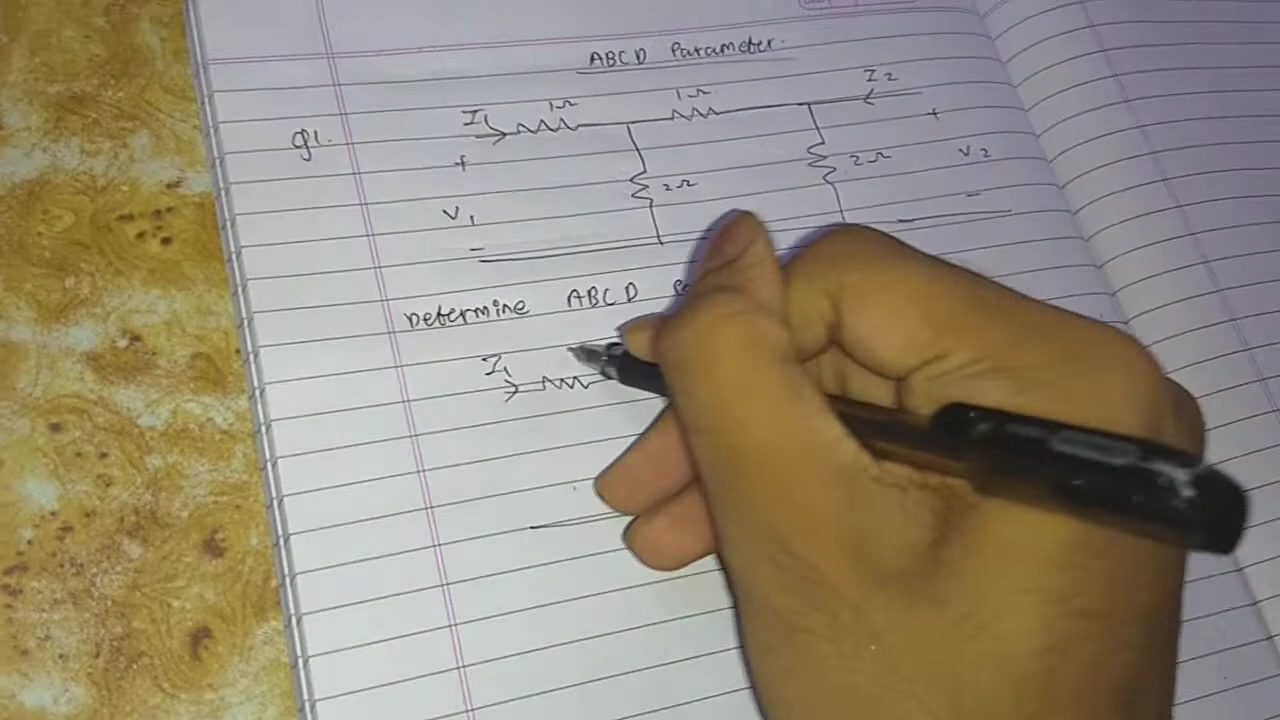 ABCD Parameter.
I1 1Ω 1Ω I2
Q1.
+ +
2Ω 2Ω V2
V1
- -
Determine ABCD
I1